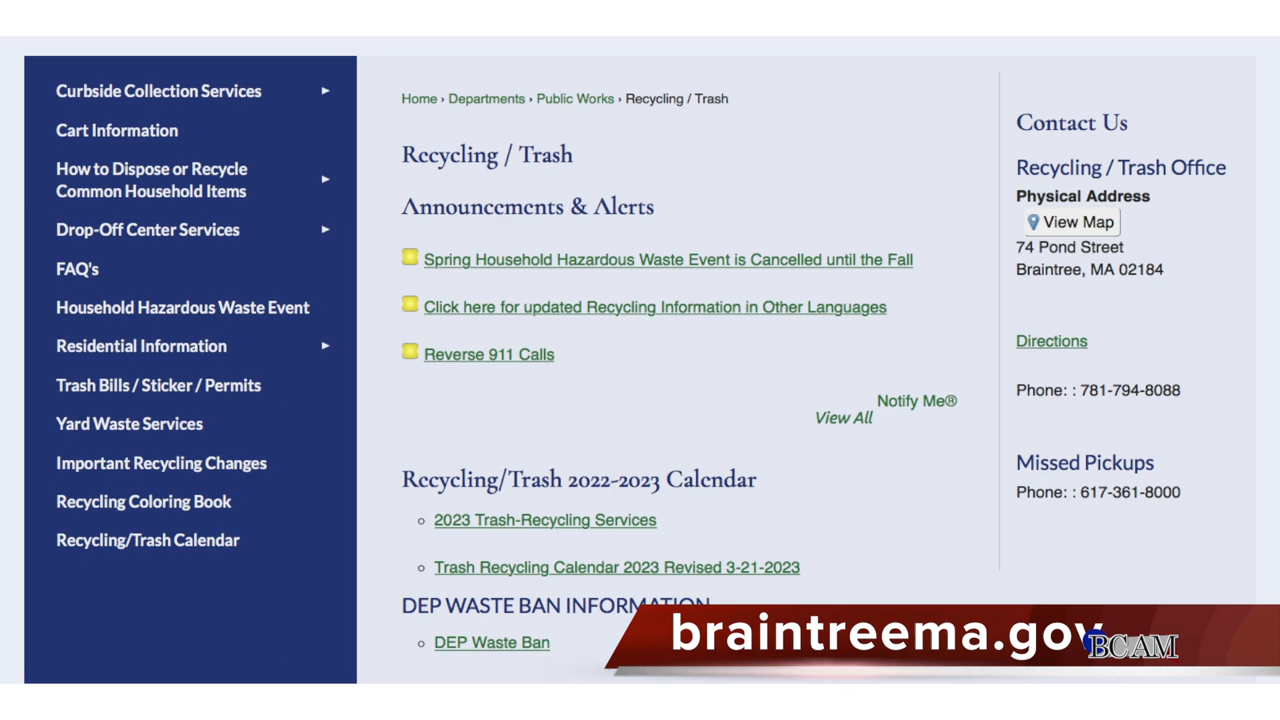 Curbside Collection Services
Cart Information
How to Dispose or Recycle
Common Household Items
Drop-Off Center Services
FAQ's
Household Hazardous Waste Event
Residential Information
Trash Bills / Sticker / Permits
Yard Waste Services
Important Recycling Changes
Recycling Coloring Book
Recycling/Trash Calendar
Home › Departments › Public Works › Recycling / Trash
Recycling / Trash
Announcements & Alerts
Spring Household Hazardous Waste Event is Cancelled until the Fall
Click here for updated Recycling Information in Other Languages
Reverse 911 Calls
Notify Me®
View All
Recycling/Trash 2022-2023 Calendar
2023 Trash-Recycling Services
Trash Recycling Calendar 2023 Revised 3-21-2023
DEP WASTE BAN INFORMATION
DEP Waste Ban
Contact Us
Recycling / Trash Office
Physical Address
View Map
74 Pond Street
Braintree, MA 02184
Directions
Phone: : 781-794-8088
Missed Pickups
Phone: : 617-361-8000
braintreema.gov
BCAM